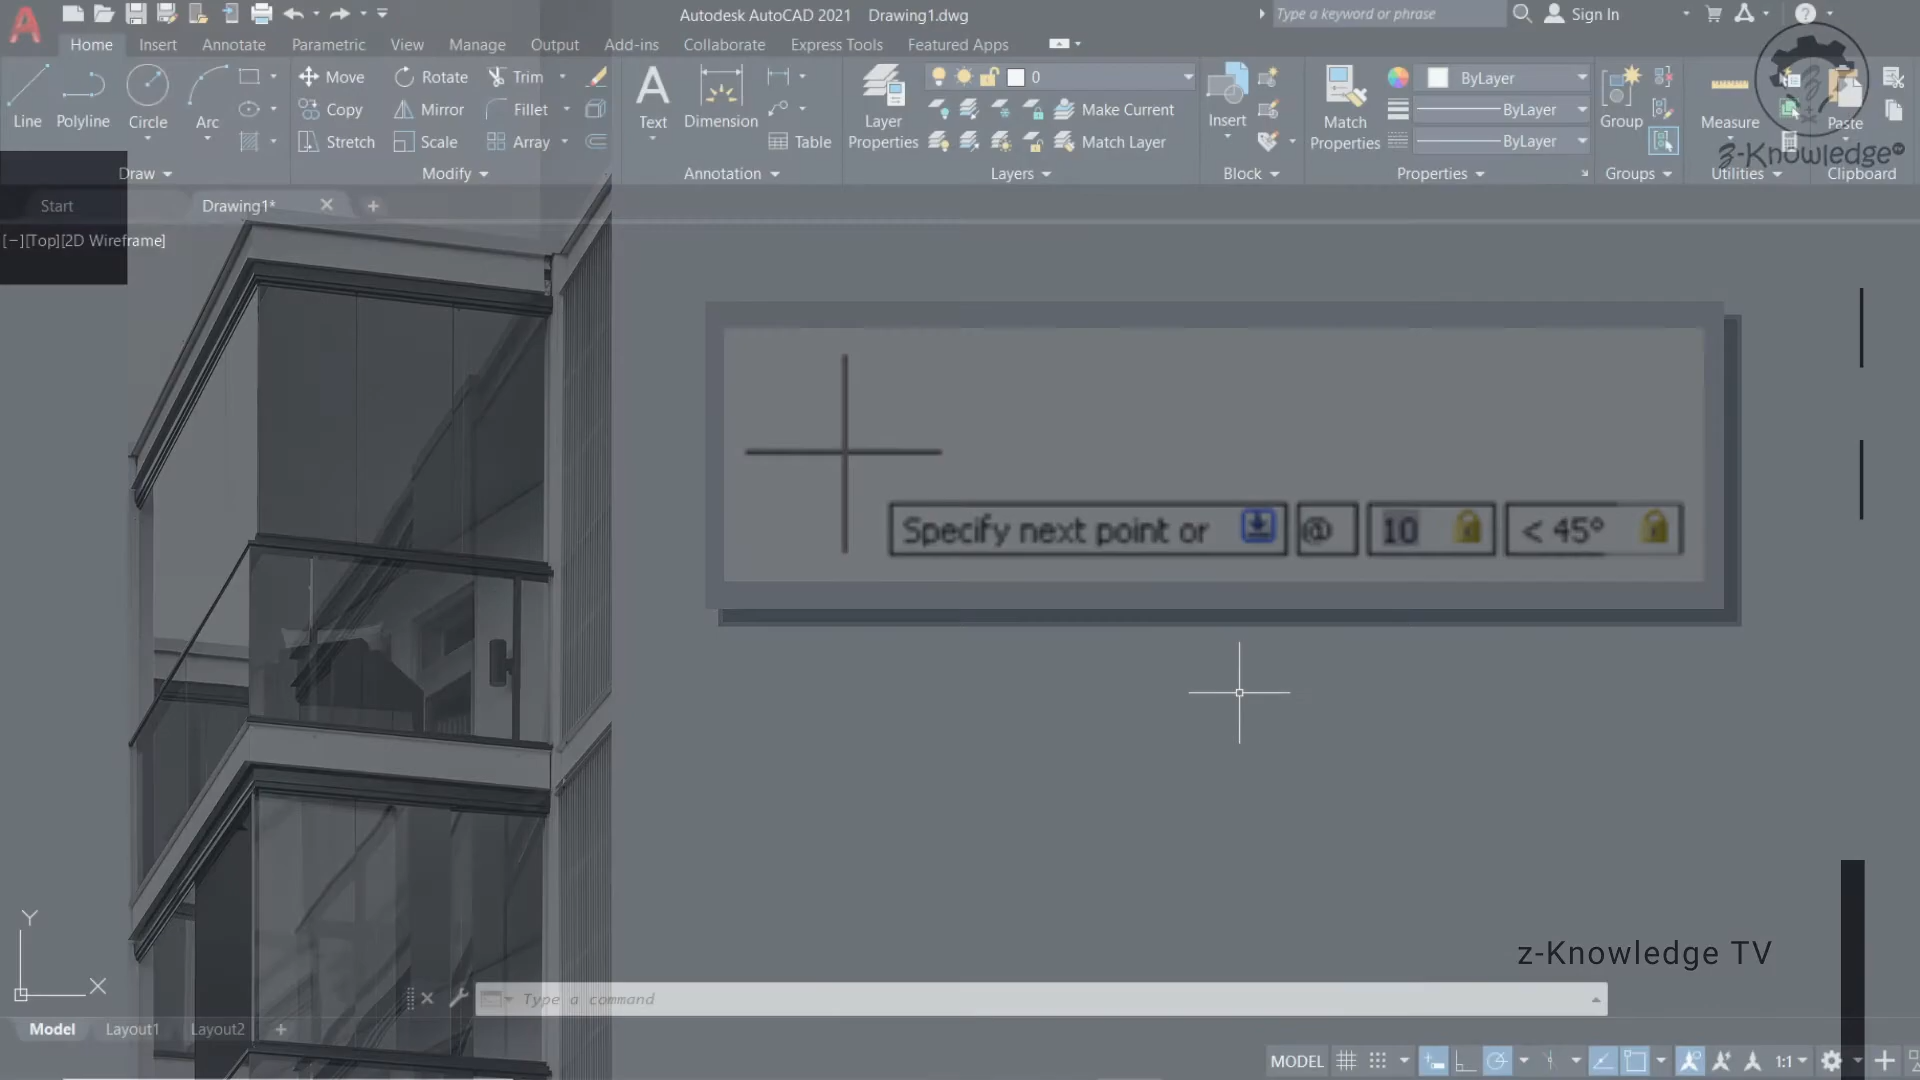 Autodesk AutoCAD 2021 Drawing1.dwg
Type a keyword or phrase
Sign In
Home Insert Annotate Parametric View Manage Output Add-ins Collaborate Express Tools Featured Apps
Line Polyline Circle Arc
Move Rotate Trim
Copy Mirror Fillet
Stretch Scale Array
Text Dimension Table
Layer Properties
0
Make Current
Match Layer
Insert
Match Properties
ByLayer
ByLayer
ByLayer
Group
Measure
Paste
z-Knowledge
Draw Modify Annotation Layers Block Properties Groups Utilities Clipboard
Start Drawing1*
[−][Top][2D Wireframe]
Specify next point or @ 10 < 45°
Y
X
z-Knowledge TV
Type a command
Model Layout1 Layout2
MODEL 1:1